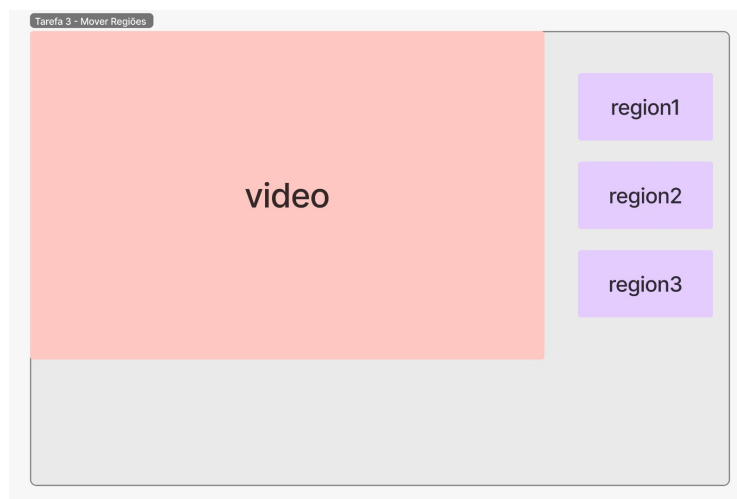 Tarefa 3 - Mover Regiões
video
region1
region2
region3